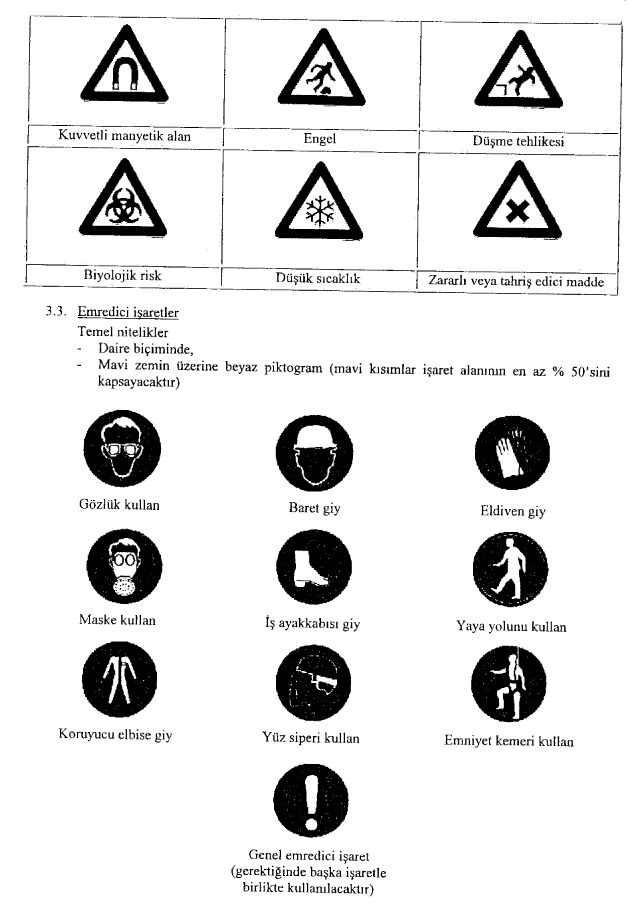 Kuvvetli manyetik alan
Engel
Düşme tehlikesi
Biyolojik risk
Düşük sıcaklık
Zararlı veya tahriş edici madde
3.3. Emredici işaretler
Temel nitelikler
- Daire biçiminde,
- Mavi zemin üzerine beyaz piktogram (mavi kısımlar işaret alanının en az % 50'sini
kapsayacaktır)
Gözlük kullan
Baret giy
Eldiven giy
Maske kullan
İş ayakkabısı giy
Yaya yolunu kullan
Koruyucu elbise giy
Yüz siperi kullan
Emniyet kemeri kullan
Genel emredici işaret
(gerektiğinde başka işaretle
birlikte kullanılacaktır)